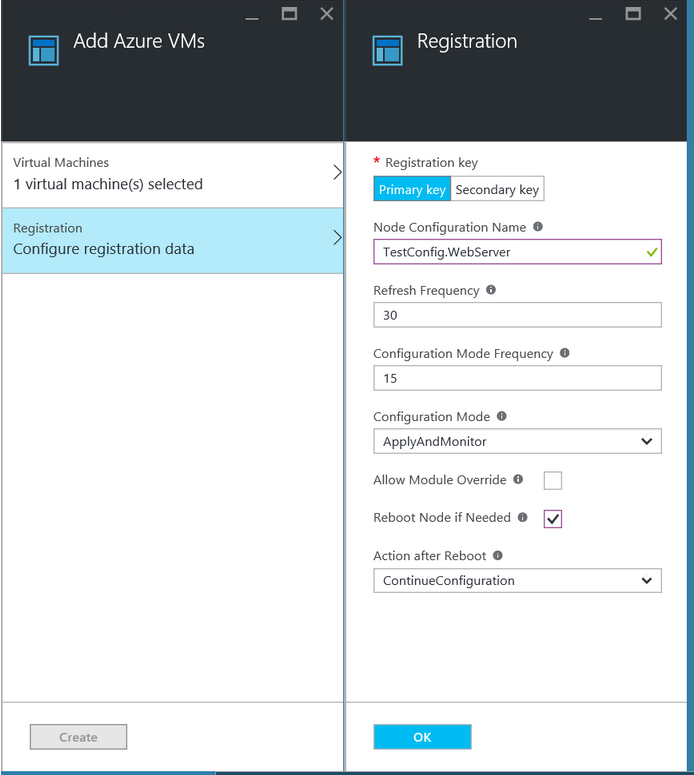 Add Azure VMs
Virtual Machines
1 virtual machine(s) selected
Registration
Configure registration data
Create
Registration
* Registration key
Primary key Secondary key
Node Configuration Name
TestConfig.WebServer
Refresh Frequency
30
Configuration Mode Frequency
15
Configuration Mode
ApplyAndMonitor
Allow Module Override
Reboot Node if Needed
Action after Reboot
ContinueConfiguration
OK